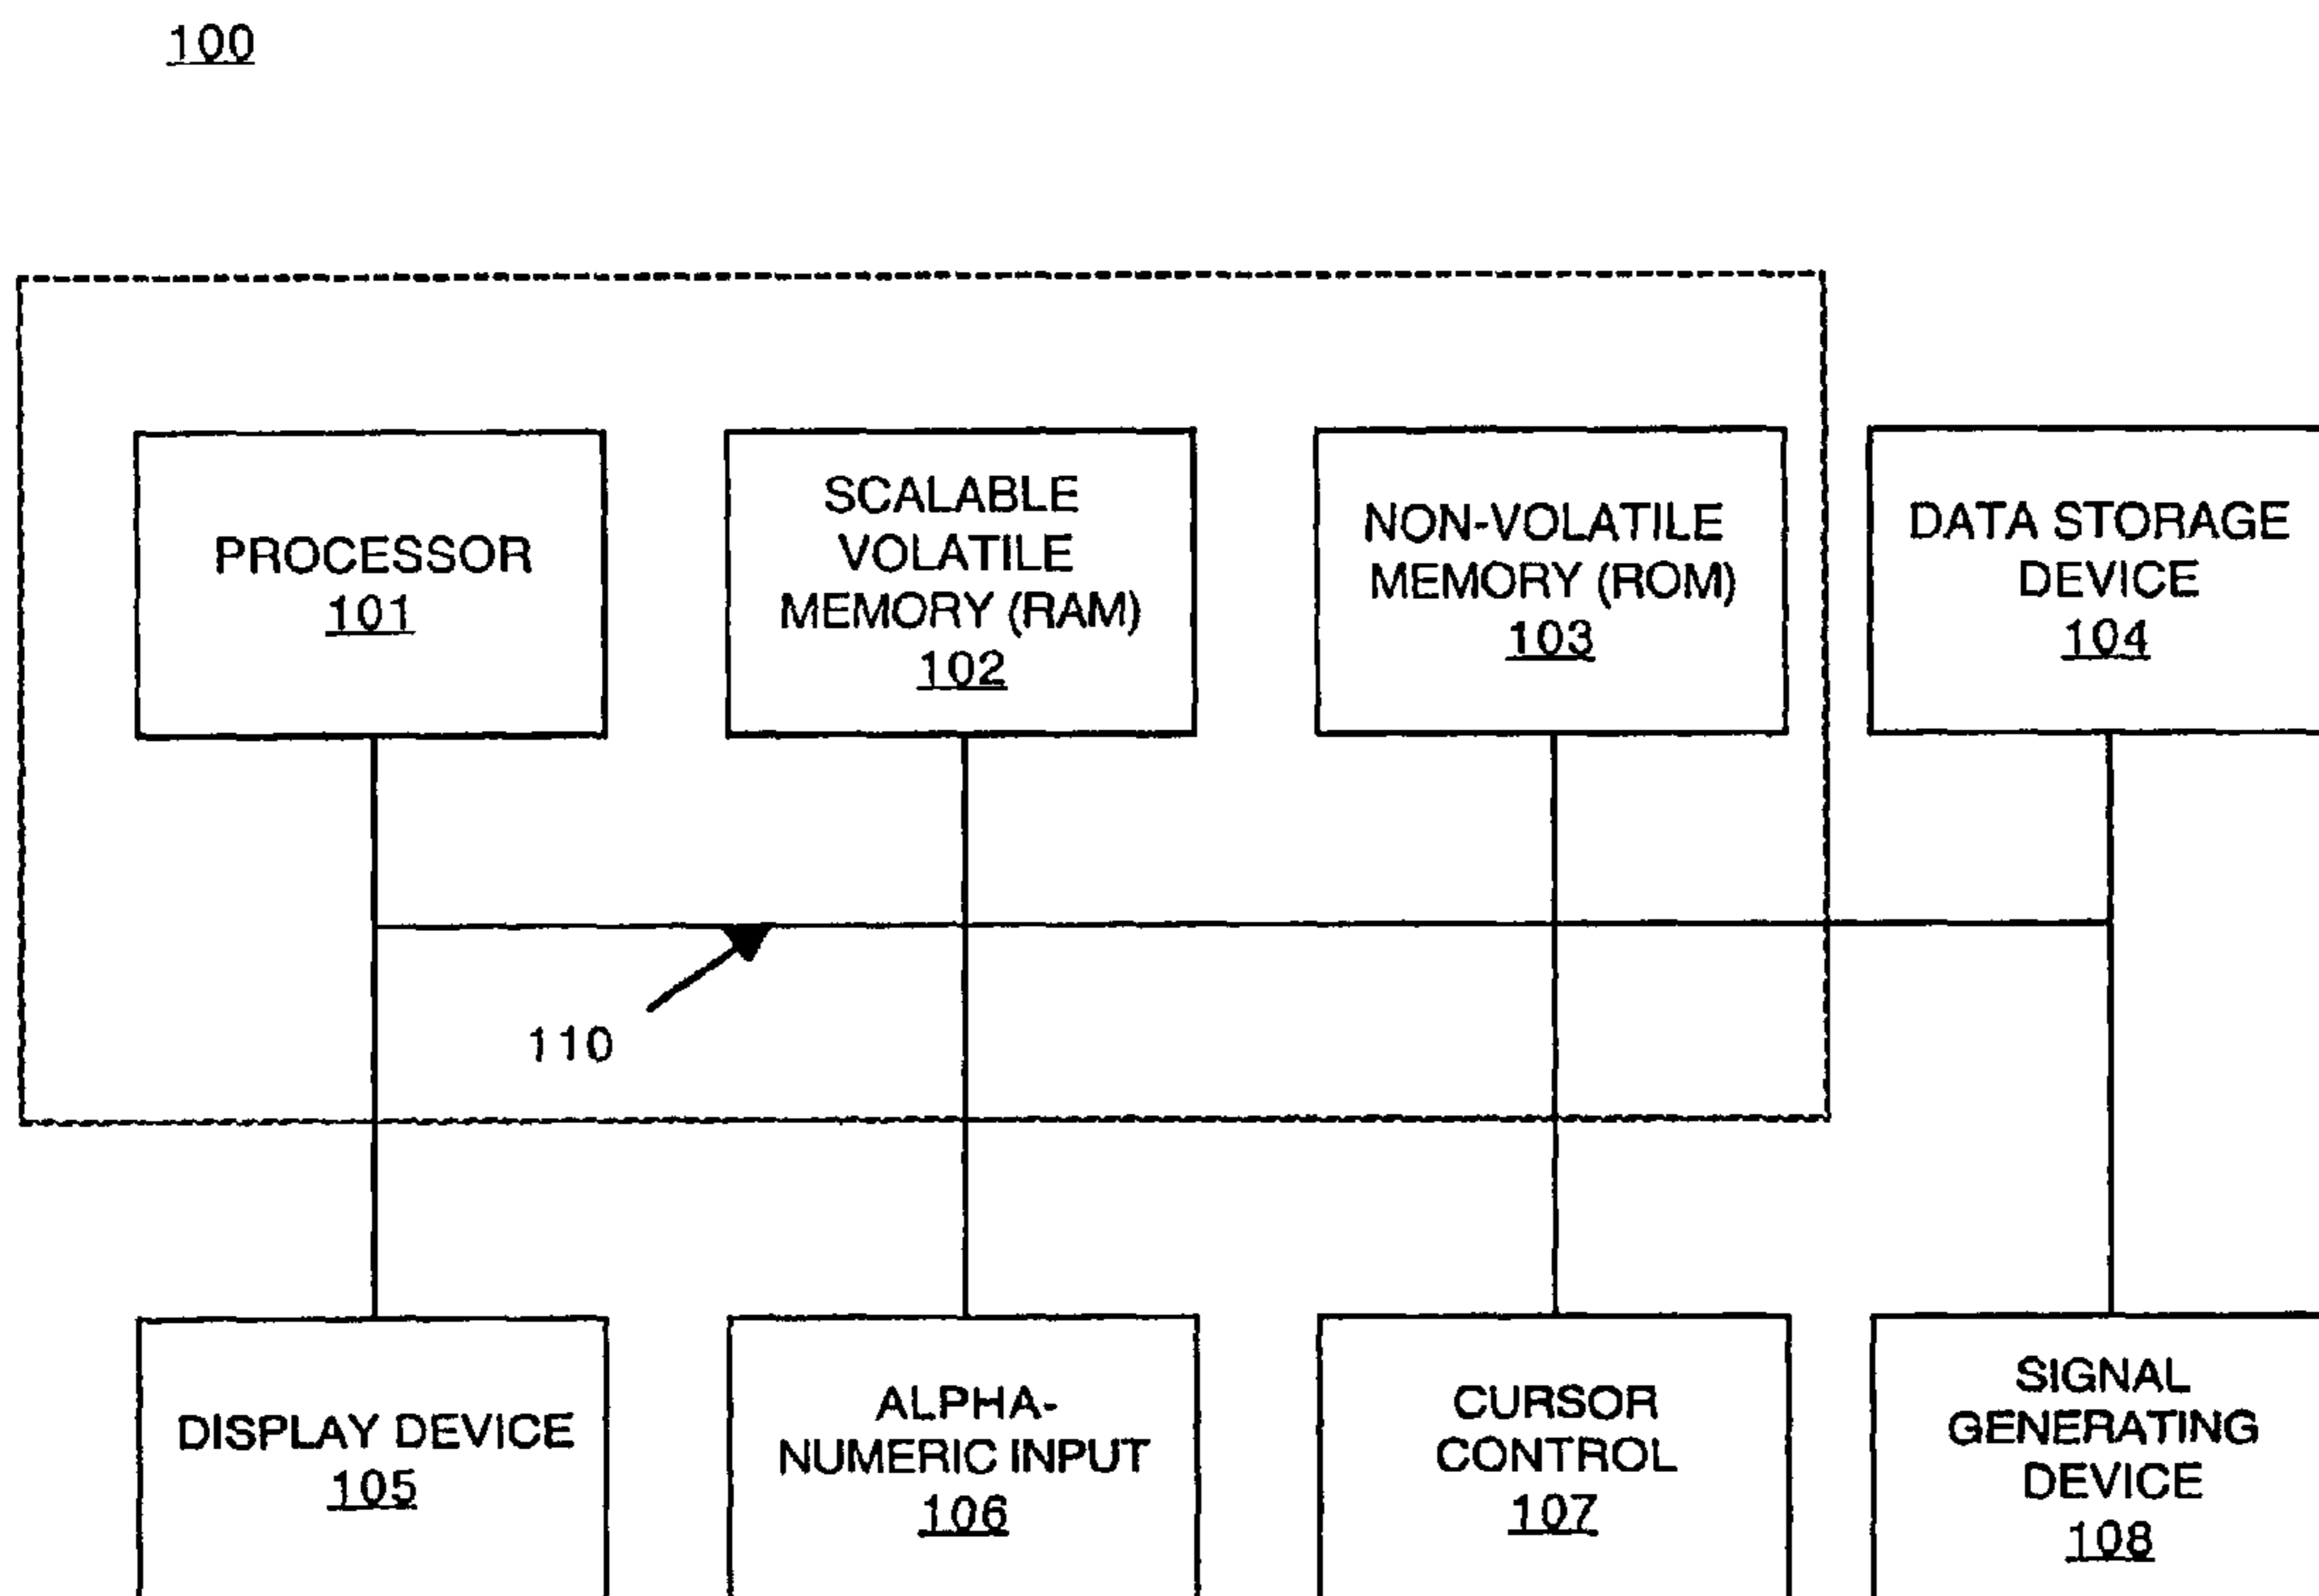 100
PROCESSOR
101
SCALABLE
VOLATILE
MEMORY (RAM)
102
NON-VOLATILE
MEMORY (ROM)
103
DATA STORAGE
DEVICE
104
110
DISPLAY DEVICE
105
ALPHA-
NUMERIC INPUT
106
CURSOR
CONTROL
107
SIGNAL
GENERATING
DEVICE
108